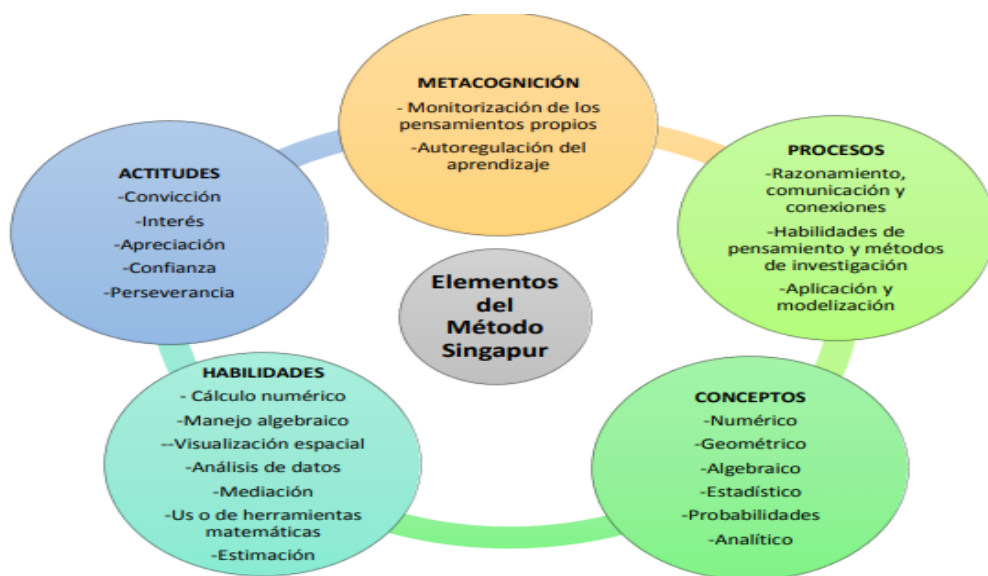 METACOGNICIÓN
- Monitorización de los
pensamientos propios
-Autoregulación del
aprendizaje
PROCESOS
-Razonamiento,
comunicación y
conexiones
-Habilidades de
pensamiento y métodos
de investigación
-Aplicación y
modelización
CONCEPTOS
-Numérico
-Geométrico
-Algebraico
-Estadístico
-Probabilidades
-Analítico
HABILIDADES
- Cálculo numérico
-Manejo algebraico
--Visualización espacial
-Análisis de datos
-Mediación
-Us o de herramientas
matemáticas
-Estimación
ACTITUDES
-Convicción
-Interés
-Apreciación
-Confianza
-Perseverancia
Elementos
del
Método
Singapur